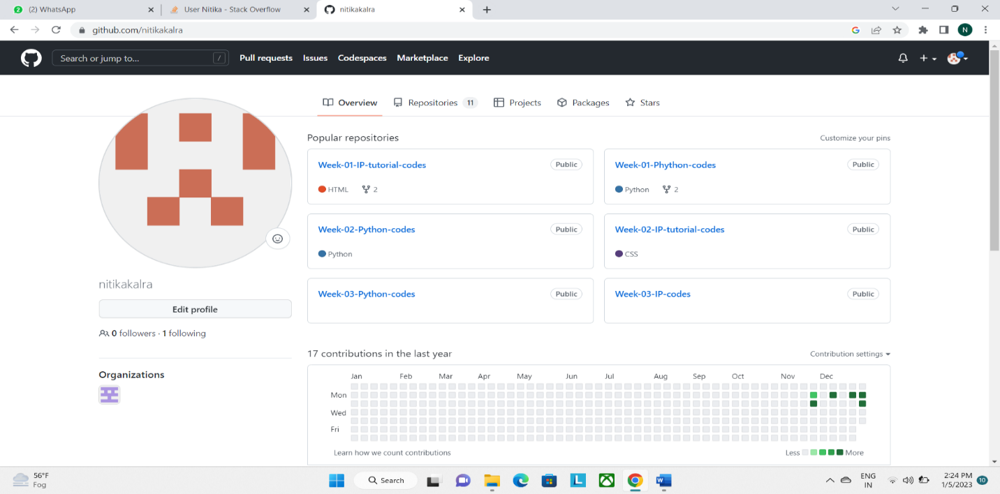 (2) WhatsApp
User Nitika - Stack Overflow
nitikakalra
github.com/nitikakalra
N
Search or jump to...
/
Pull requests
Issues
Codespaces
Marketplace
Explore
Overview
Repositories 11
Projects
Packages
Stars
nitikakalra
Edit profile
0 followers · 1 following
Organizations
Popular repositories
Customize your pins
Week-01-IP-tutorial-codes
Public
HTML 2
Week-01-Phython-codes
Public
Python 2
Week-02-Python-codes
Public
Python
Week-02-IP-tutorial-codes
Public
CSS
Week-03-Python-codes
Public
Week-03-IP-codes
Public
17 contributions in the last year
Contribution settings
Jan Feb Mar Apr May Jun Jul Aug Sep Oct Nov Dec
Mon
Wed
Fri
Learn how we count contributions
Less More
56°F
Fog
Search
ENG
IN
2:24 PM
1/5/2023
10